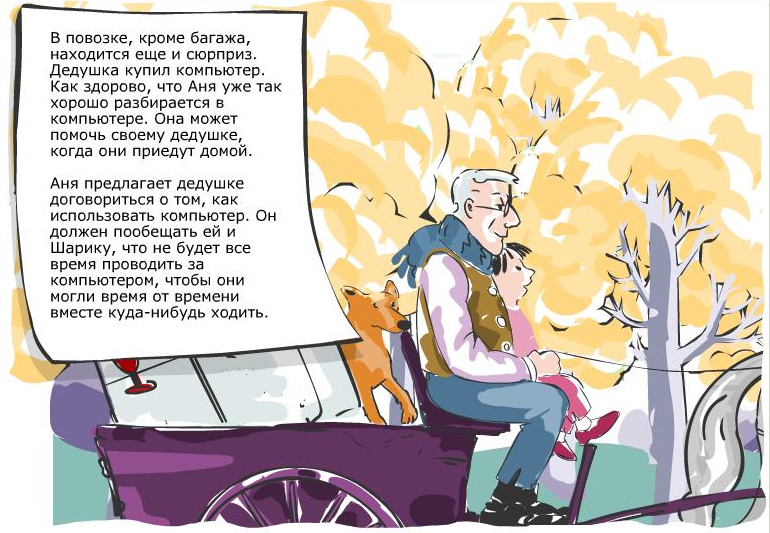 В повозке, кроме багажа,
находится еще и сюрприз.
Дедушка купил компьютер.
Как здорово, что Аня уже так
хорошо разбирается в
компьютере. Она может
помочь своему дедушке,
когда они приедут домой.
Аня предлагает дедушке
договориться о том, как
использовать компьютер. Он
должен пообещать ей и
Шарику, что не будет все
время проводить за
компьютером, чтобы они
могли время от времени
вместе куда-нибудь ходить.